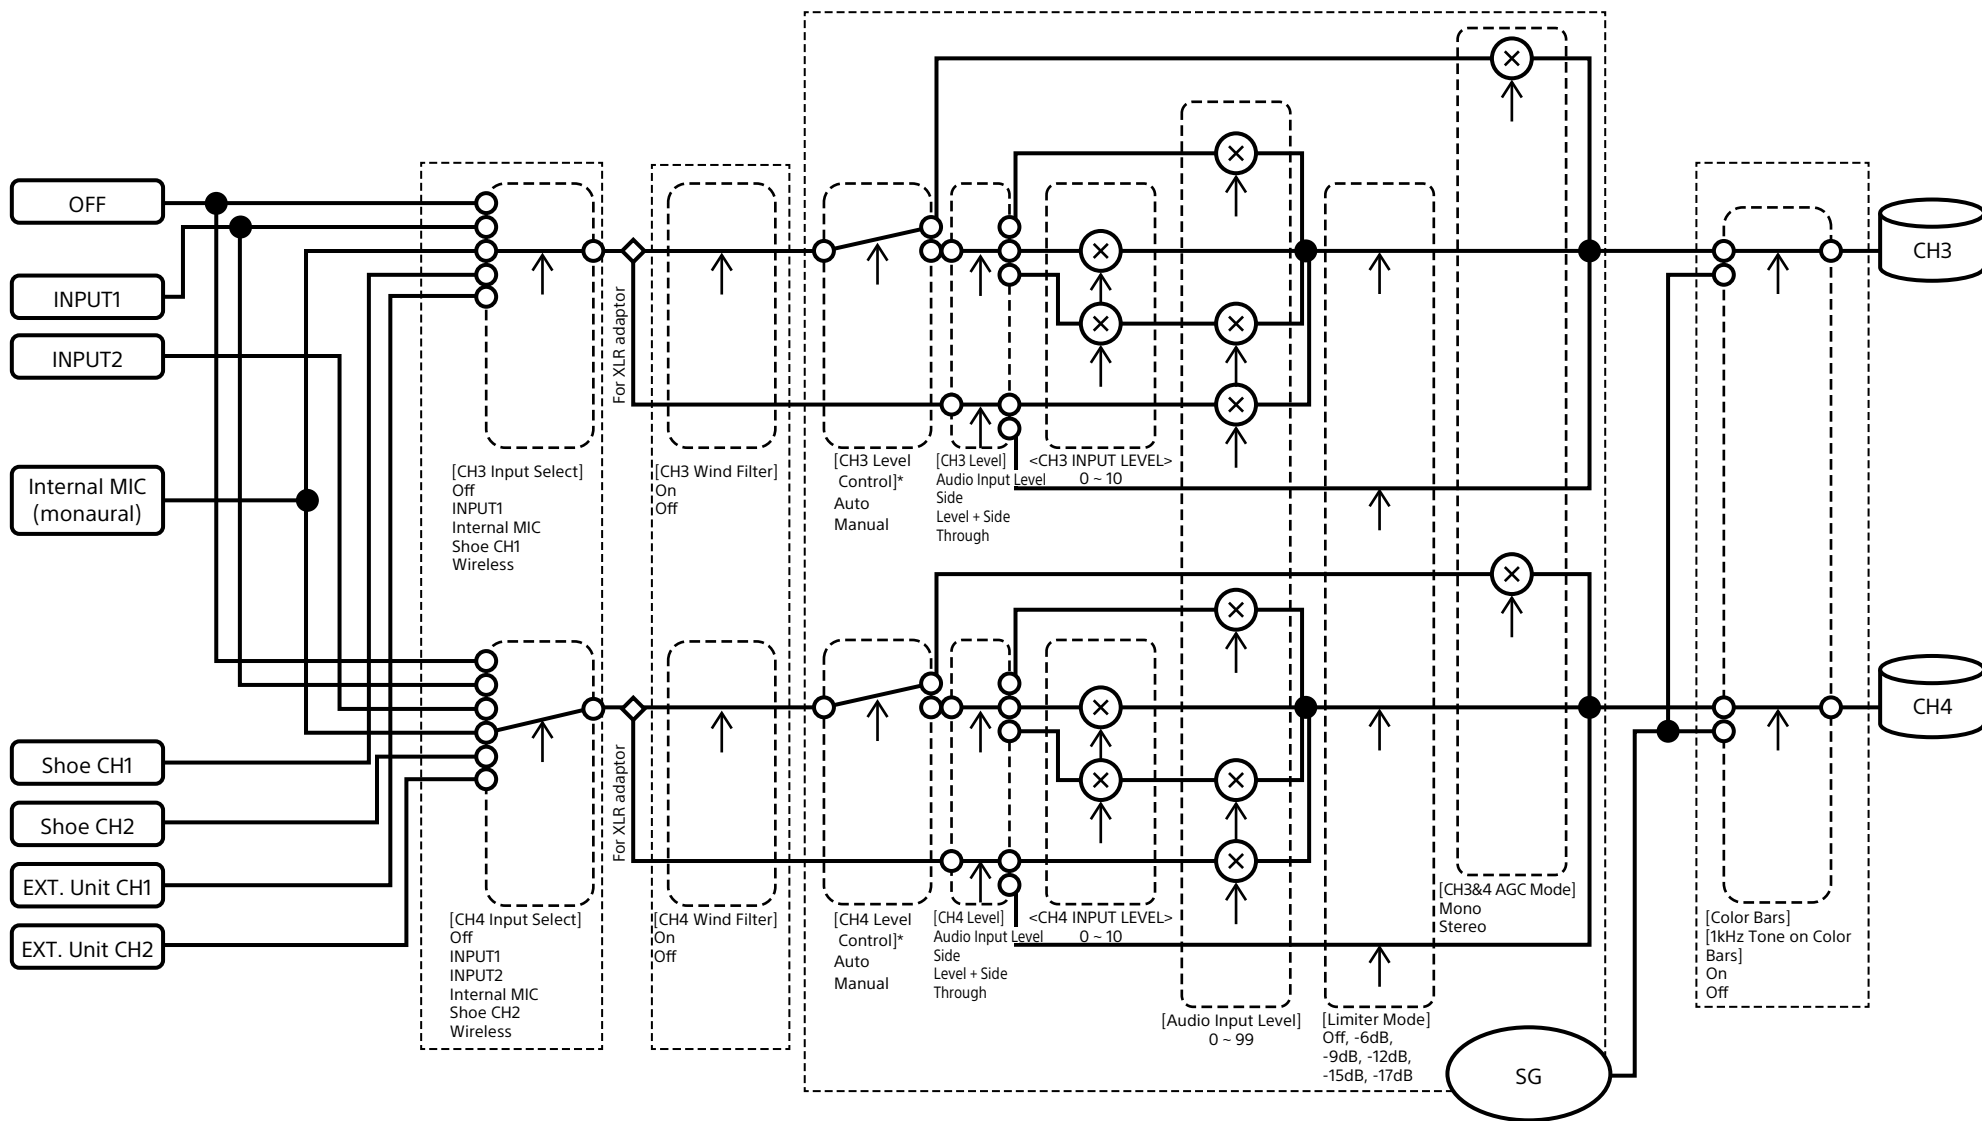 OFF
INPUT1
INPUT2
Internal MIC
(monaural)
Shoe CH1
Shoe CH2
EXT. Unit CH1
EXT. Unit CH2
[CH3 Input Select]
Off
INPUT1
Internal MIC
Shoe CH1
Wireless
For XLR adaptor
[CH3 Wind Filter]
On
Off
[CH3 Level
Control]*
Auto
Manual
[CH3 Level]
Audio Input Level
Side
Level + Side
Through
<CH3 INPUT LEVEL>
0 ~ 10
CH3
[CH4 Input Select]
Off
INPUT1
INPUT2
Internal MIC
Shoe CH2
Wireless
For XLR adaptor
[CH4 Wind Filter]
On
Off
[CH4 Level
Control]*
Auto
Manual
[CH4 Level]
Audio Input Level
Side
Level + Side
Through
<CH4 INPUT LEVEL>
0 ~ 10
[Audio Input Level]
0 ~ 99
[Limiter Mode]
Off, -6dB,
-9dB, -12dB,
-15dB, -17dB
[CH3&4 AGC Mode]
Mono
Stereo
SG
[Color Bars]
[1kHz Tone on Color
Bars]
On
Off
CH4